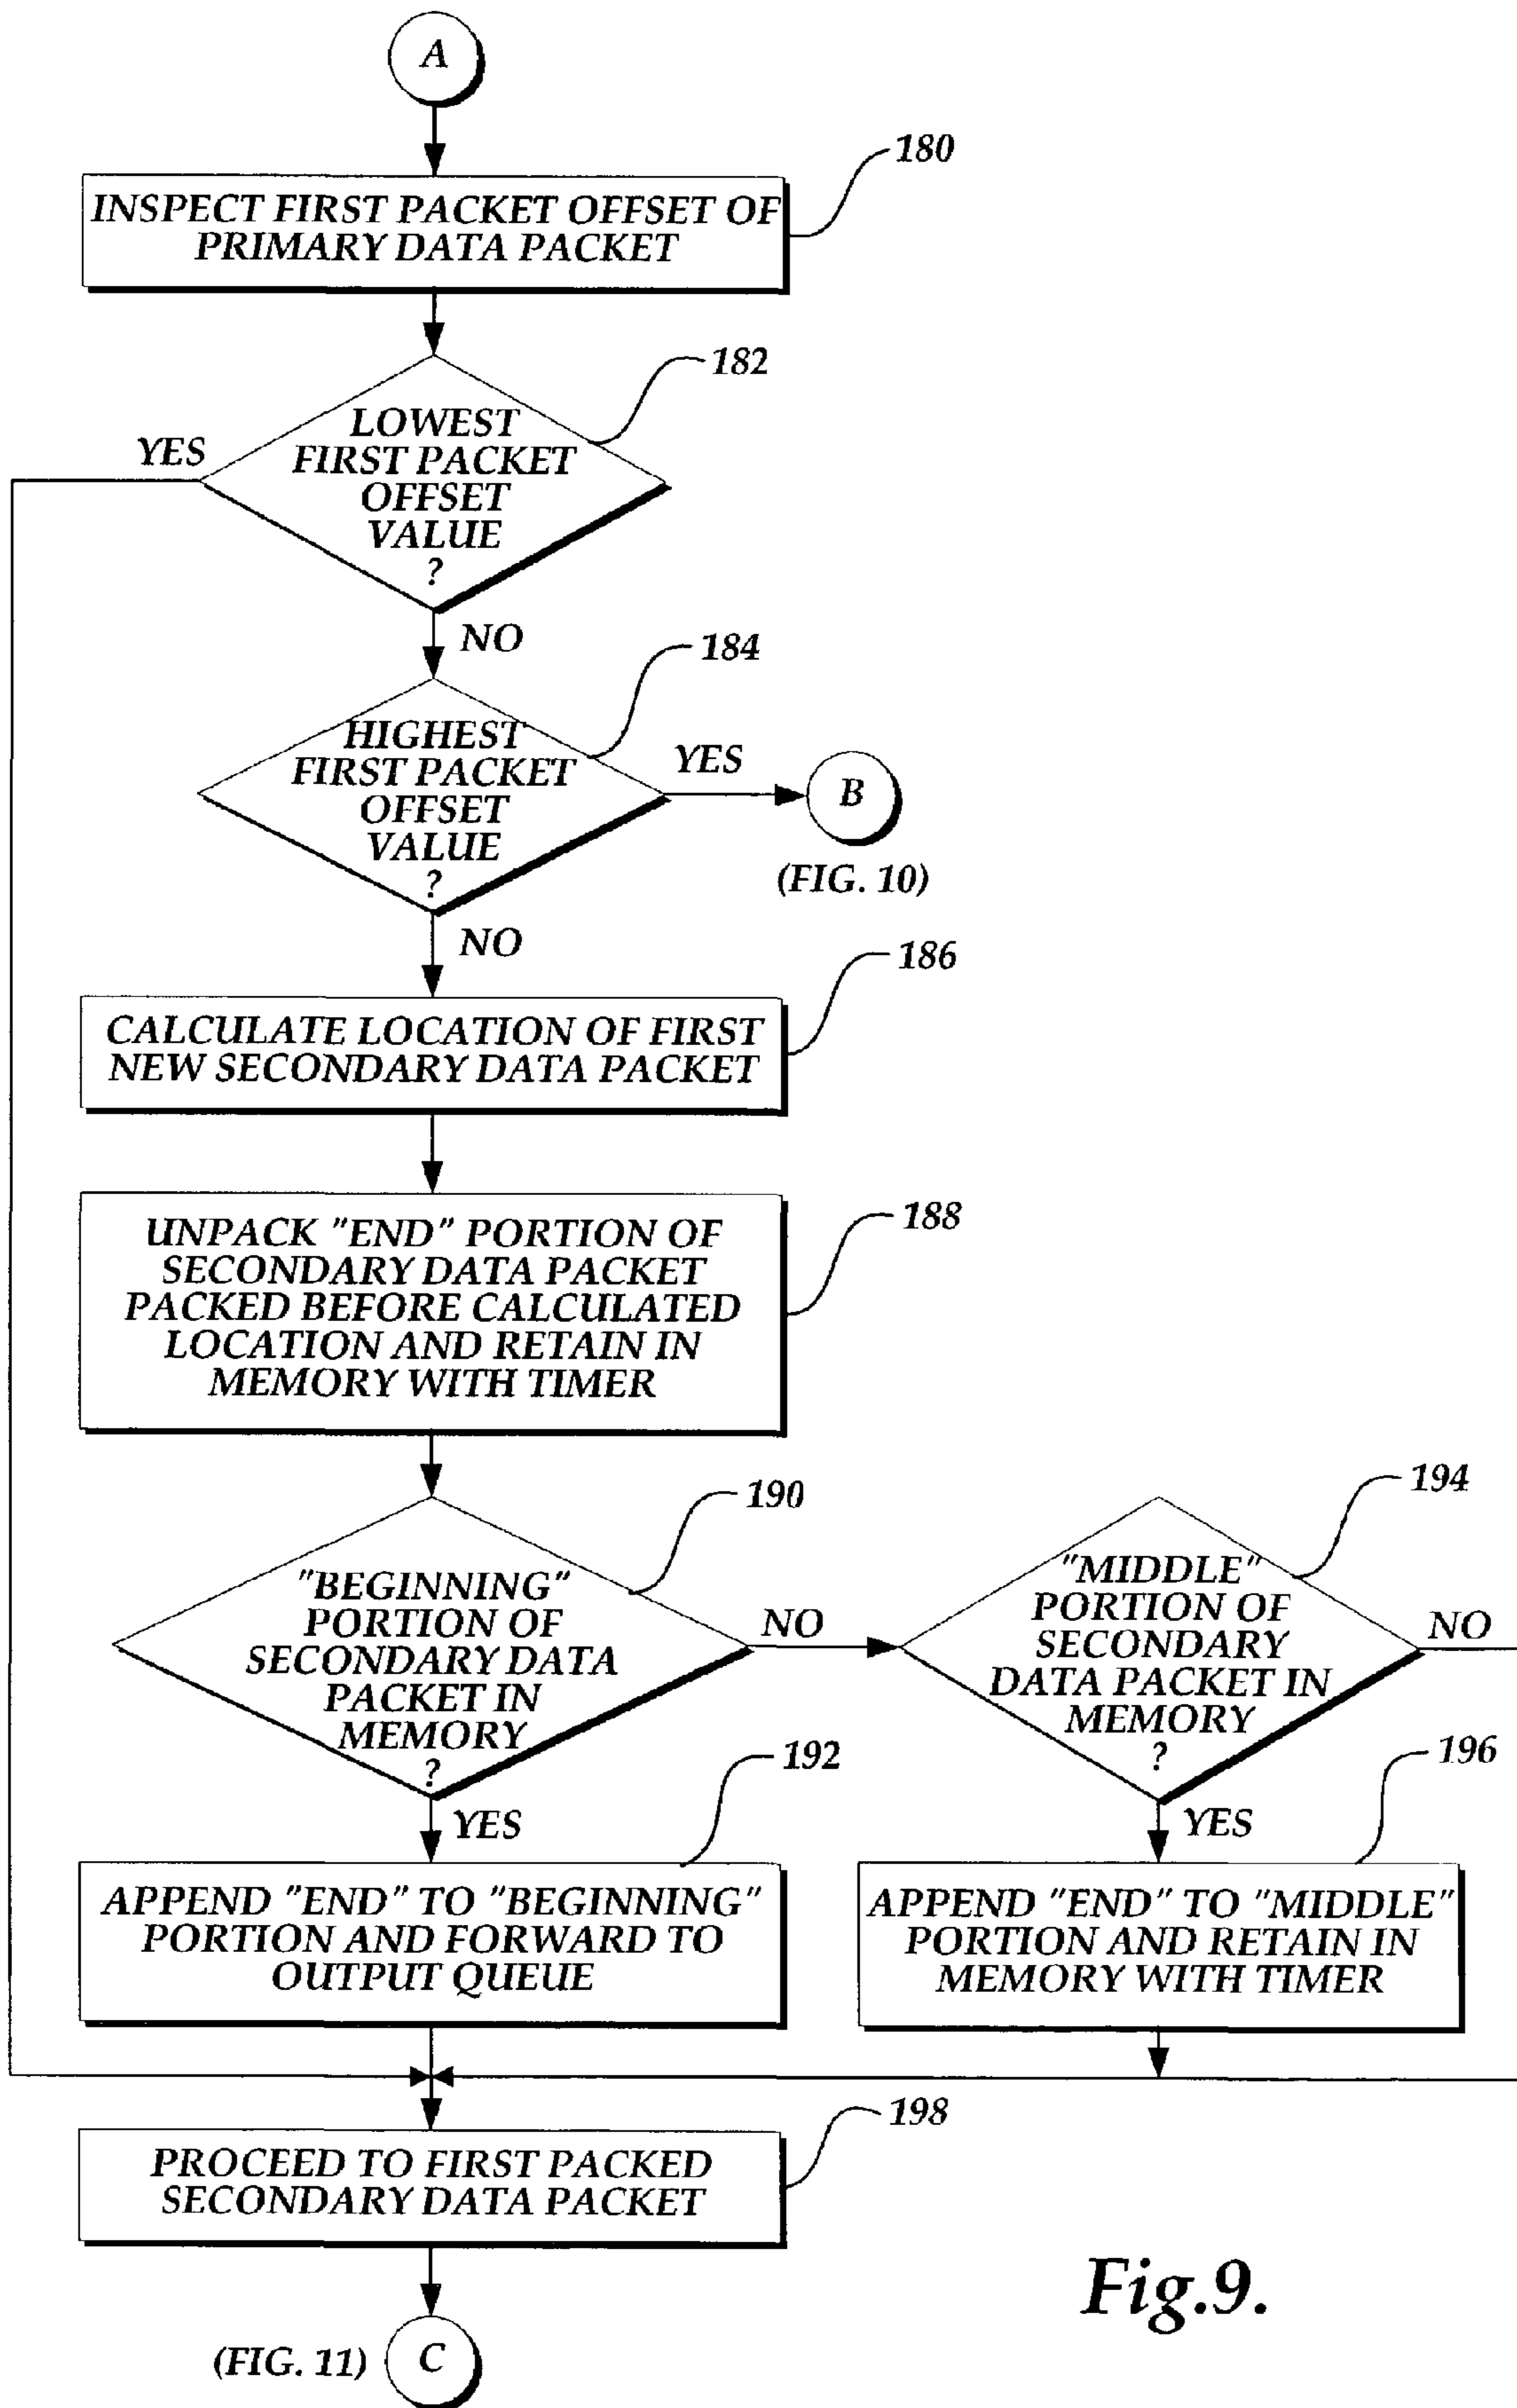 A
180
INSPECT FIRST PACKET OFFSET OF
PRIMARY DATA PACKET
182
YES
LOWEST
FIRST PACKET
OFFSET
VALUE
?
NO
184
HIGHEST
FIRST PACKET
OFFSET
VALUE
?
YES
B
(FIG. 10)
NO
186
CALCULATE LOCATION OF FIRST
NEW SECONDARY DATA PACKET
188
UNPACK "END" PORTION OF
SECONDARY DATA PACKET
PACKED BEFORE CALCULATED
LOCATION AND RETAIN IN
MEMORY WITH TIMER
190
"BEGINNING"
PORTION OF
SECONDARY DATA
PACKET IN
MEMORY
?
NO
194
"MIDDLE"
PORTION OF
SECONDARY
DATA PACKET IN
MEMORY
?
NO
192
YES
196
YES
APPEND "END" TO "BEGINNING"
PORTION AND FORWARD TO
OUTPUT QUEUE
APPEND "END" TO "MIDDLE"
PORTION AND RETAIN IN
MEMORY WITH TIMER
198
PROCEED TO FIRST PACKED
SECONDARY DATA PACKET
(FIG. 11)
C
Fig.9.